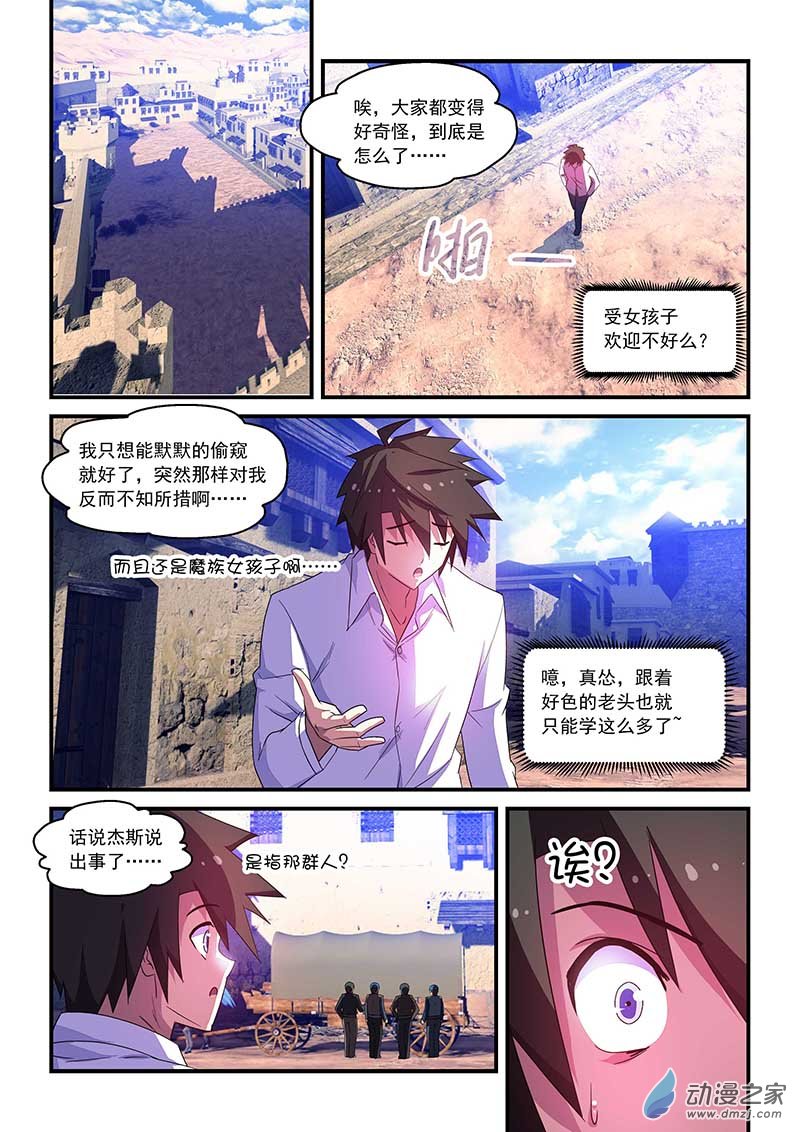 唉，大家都变得
好奇怪，到底是
怎么了……
啪
受女孩子
欢迎不好么？
我只想能默默的偷窥
就好了，突然那样对我
反而不知所措啊……
而且还是魔族女孩子啊……
噫，真怂，跟着
好色的老头也就
只能学这么多了~
话说杰斯说
出事了……
是指那群人？
诶？
动漫之家
www.dmzj.com